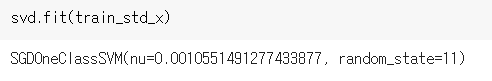 svd.fit(train_std_x)
SGDOneClassSVM(nu=0.0010551491277433877, random_state=11)